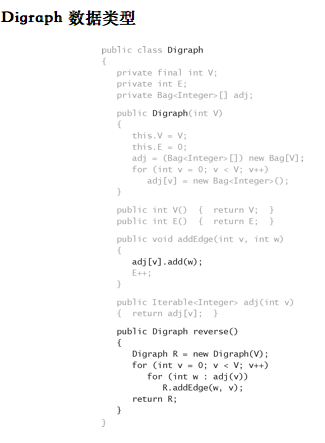 Digraph 数据类型
public class Digraph
{
private final int V;
private int E;
private Bag<Integer>[] adj;
public Digraph(int V)
{
this.V = V;
this.E = 0;
adj = (Bag<Integer>[]) new Bag[V];
for (int v = 0; v < V; v++)
adj[v] = new Bag<Integer>();
}
public int V() { return V; }
public int E() { return E; }
public void addEdge(int v, int w)
{
adj[v].add(w);
E++;
}
public Iterable<Integer> adj(int v)
{ return adj[v]; }
public Digraph reverse()
{
Digraph R = new Digraph(V);
for (int v = 0; v < V; v++)
for (int w : adj(v))
R.addEdge(w, v);
return R;
}
}